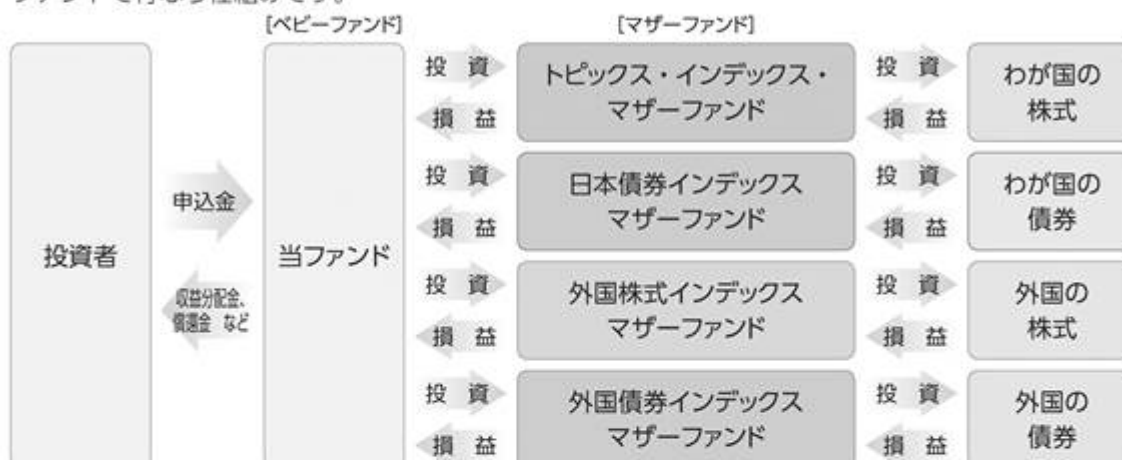 [ベビーファンド]
[マザーファンド]
投資者
申込金
収益分配金、
償還金 など
当ファンド
投 資
損 益
トピックス・インデックス・
マザーファンド
投 資
損 益
わが国の
株式
投 資
損 益
日本債券インデックス
マザーファンド
投 資
損 益
わが国の
債券
投 資
損 益
外国株式インデックス
マザーファンド
投 資
損 益
外国の
株式
投 資
損 益
外国債券インデックス
マザーファンド
投 資
損 益
外国の
債券